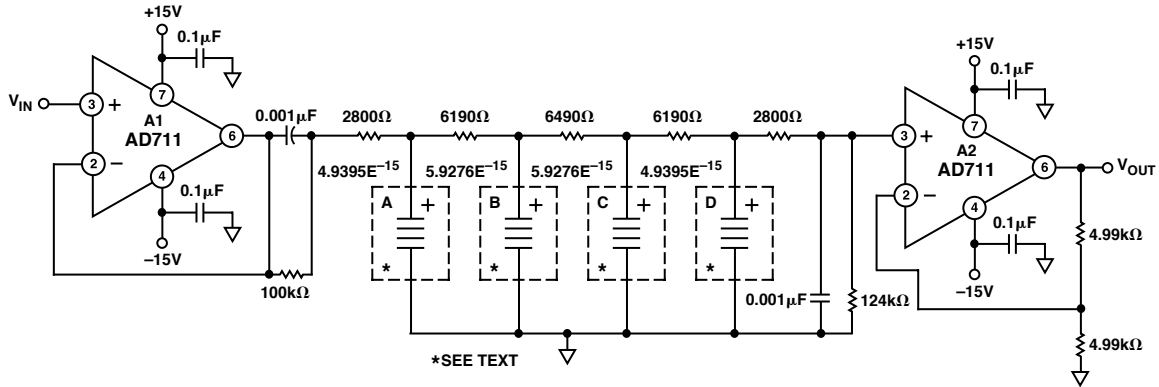 +15V
0.1µF
VIN
3
+
7
A1
AD711
6
2
–
4
0.1µF
–15V
0.001µF
100kΩ
2800Ω
6190Ω
6490Ω
6190Ω
2800Ω
4.9395E–15
5.9276E–15
5.9276E–15
4.9395E–15
A
+
*
B
+
*
C
+
*
D
+
*
0.001µF
124kΩ
*SEE TEXT
+15V
0.1µF
3
+
7
A2
AD711
6
VOUT
2
–
4
0.1µF
–15V
4.99kΩ
4.99kΩ